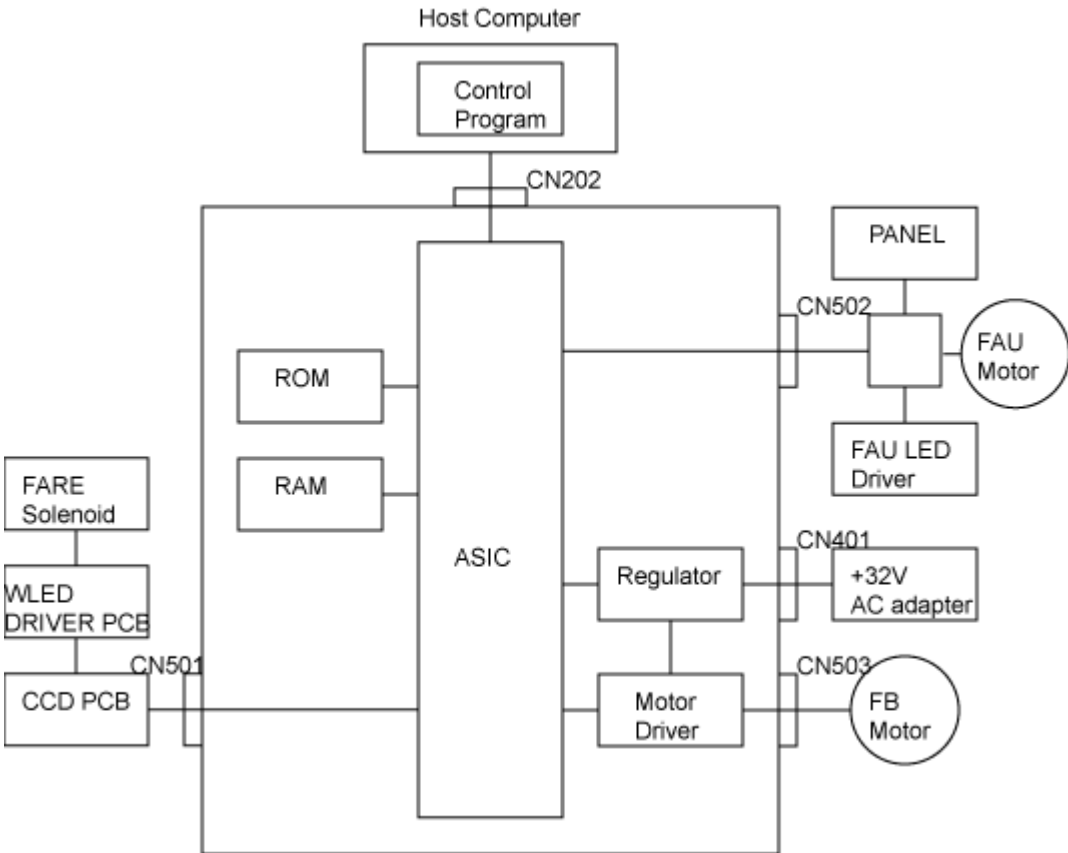 Host Computer
Control
Program
CN202
PANEL
CN502
FAU
Motor
ROM
FAU LED
Driver
FARE
Solenoid
RAM
ASIC
CN401
Regulator
+32V
AC adapter
WLED
DRIVER PCB
CN501
CN503
CCD PCB
Motor
Driver
FB
Motor